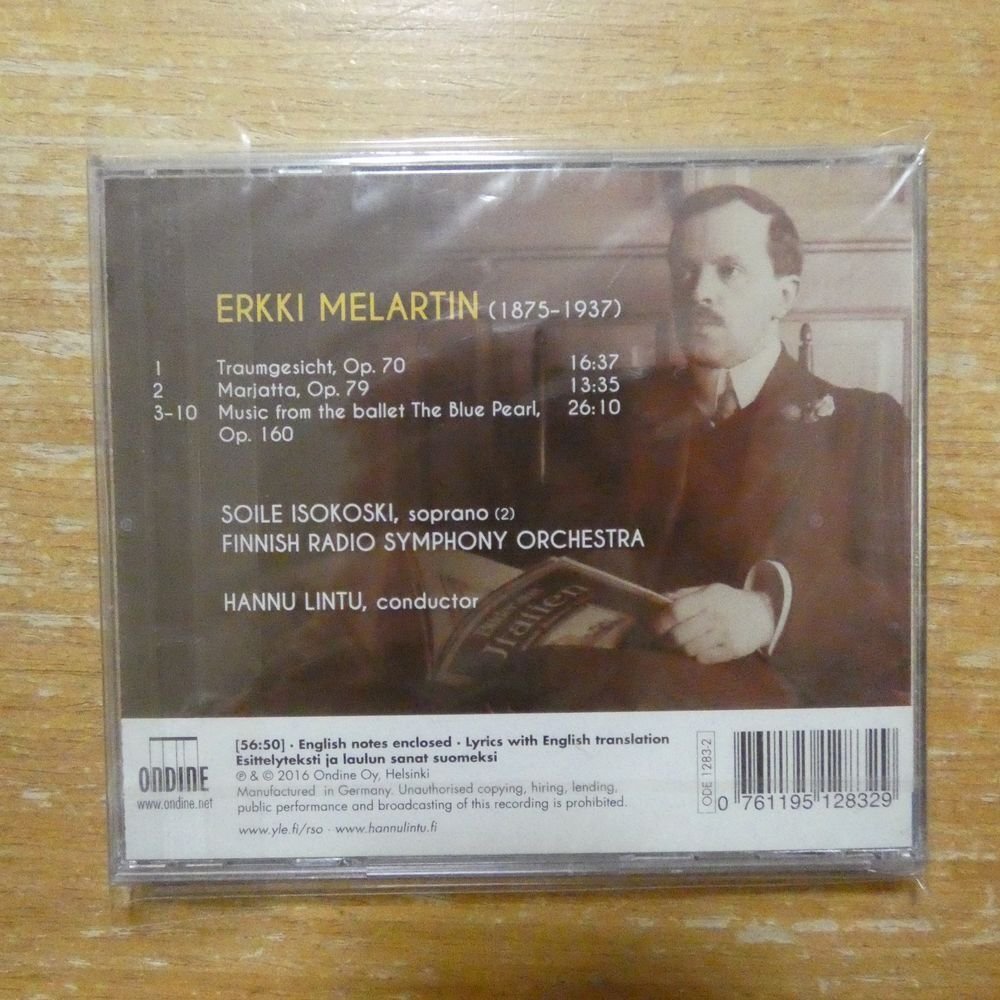 ERKKI MELARTIN (1875–1937)
1 Traumgesicht, Op. 70 16:37
2 Marjatta, Op. 79 13:35
3–10 Music from the ballet The Blue Pearl, 26:10
Op. 160
SOILE ISOKOSKI, soprano (2)
FINNISH RADIO SYMPHONY ORCHESTRA
HANNU LINTU, conductor
Italien
ONDINE
www.ondine.net
[56:50] · English notes enclosed · Lyrics with English translation
Esittelyteksti ja laulun sanat suomeksi
℗ & © 2016 Ondine Oy, Helsinki
Manufactured in Germany. Unauthorised copying, hiring, lending,
public performance and broadcasting of this recording is prohibited.
www.yle.fi/rso · www.hannulintu.fi
ODE 1283-2
0 761195 128329